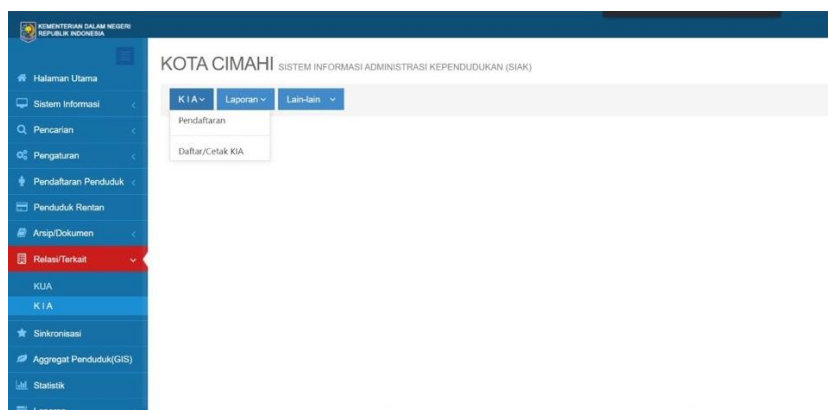 KEMENTERIAN DALAM NEGERI
REPUBLIK INDONESIA
Halaman Utama
Sistem Informasi
Pencarian
Pengaturan
Pendaftaran Penduduk
Penduduk Rentan
Arsip/Dokumen
Relasi/Terkait
KUA
K I A
Sinkronisasi
Aggregat Penduduk(GIS)
Statistik
Laporan
KOTA CIMAHI SISTEM INFORMASI ADMINISTRASI KEPENDUDUKAN (SIAK)
K I A Laporan Lain-lain
Pendaftaran
Daftar/Cetak KIA